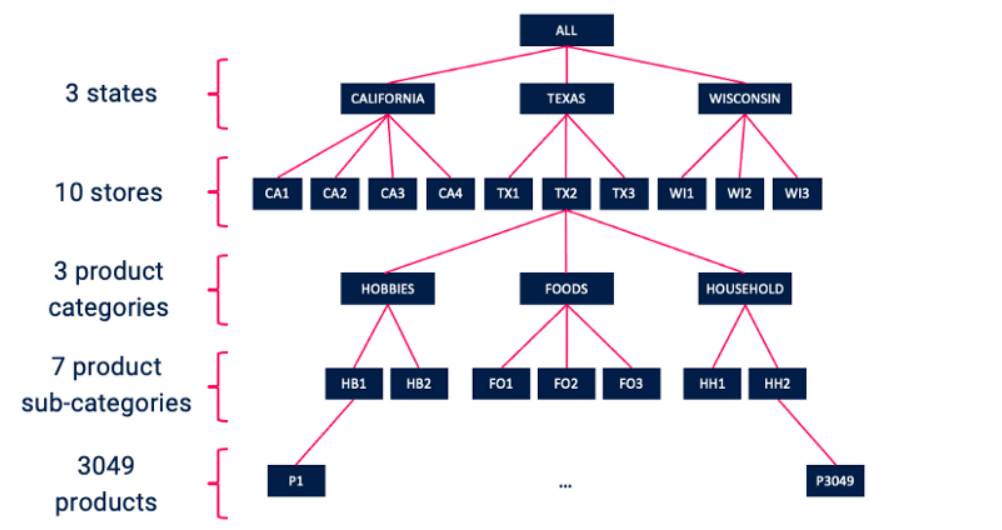 ALL
3 states
CALIFORNIA TEXAS WISCONSIN
10 stores
CA1 CA2 CA3 CA4 TX1 TX2 TX3 WI1 WI2 WI3
3 product
categories
HOBBIES FOODS HOUSEHOLD
7 product
sub-categories
HB1 HB2 FO1 FO2 FO3 HH1 HH2
3049
products
P1 ... P3049